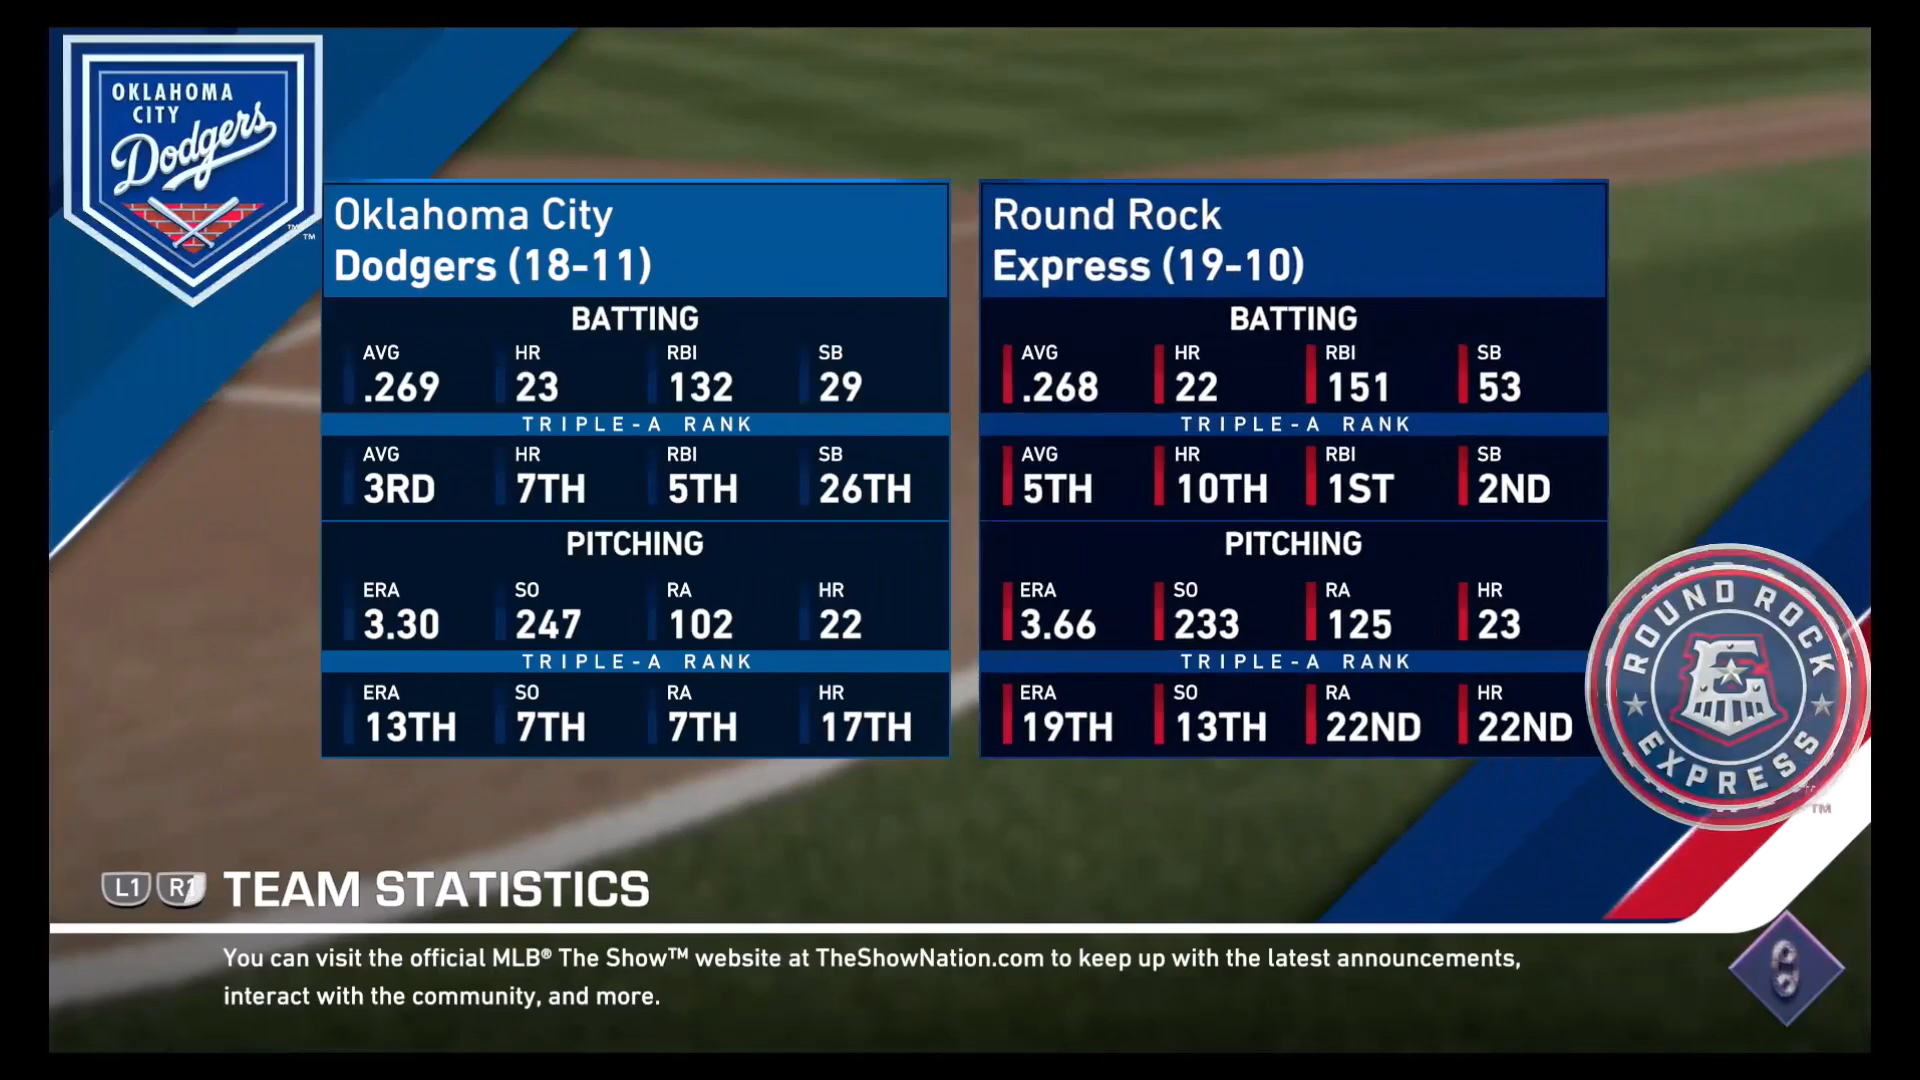 OKLAHOMA
CITY
Dodgers
™
™
Oklahoma City
Dodgers (18-11)
BATTING
AVG HR RBI SB
.269 23 132 29
TRIPLE-A RANK
AVG HR RBI SB
3RD 7TH 5TH 26TH
PITCHING
ERA SO RA HR
3.30 247 102 22
TRIPLE-A RANK
ERA SO RA HR
13TH 7TH 7TH 17TH
Round Rock
Express (19-10)
BATTING
AVG HR RBI SB
.268 22 151 53
TRIPLE-A RANK
AVG HR RBI SB
5TH 10TH 1ST 2ND
PITCHING
ERA SO RA HR
3.66 233 125 23
TRIPLE-A RANK
ERA SO RA HR
19TH 13TH 22ND 22ND
ROUND ROCK
E
EXPRESS
™
L1 R1 TEAM STATISTICS
You can visit the official MLB® The Show™ website at TheShowNation.com to keep up with the latest announcements,
interact with the community, and more.